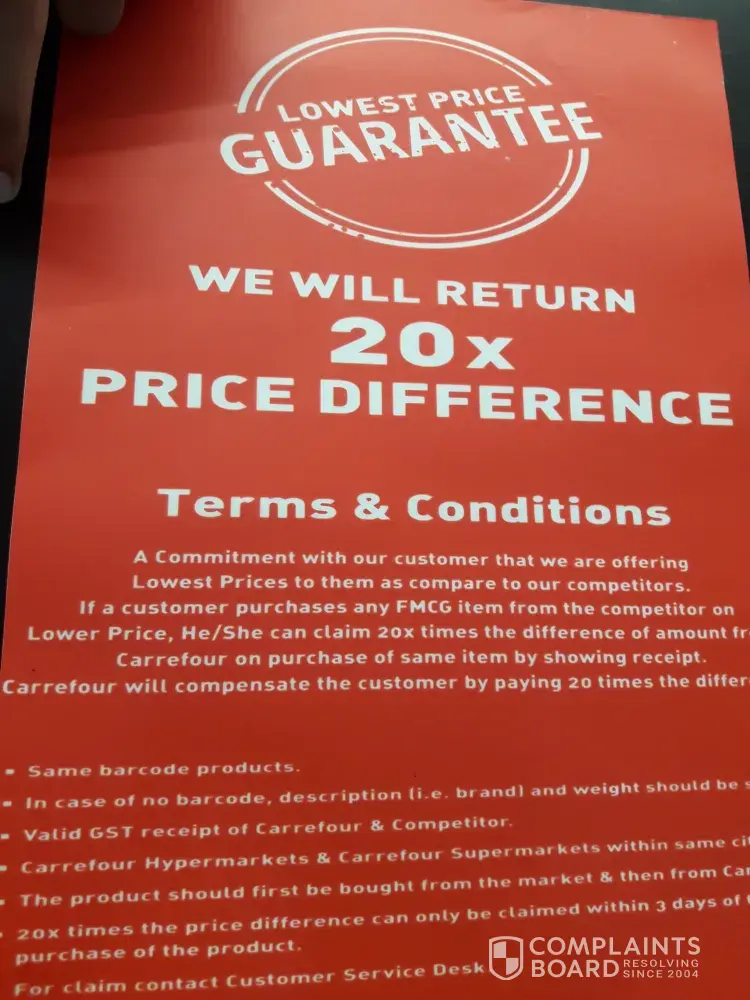 LOWEST PRICE
GUARANTEE
WE WILL RETURN
20x
PRICE DIFFERENCE
Terms & Conditions
A Commitment with our customer that we are offering
Lowest Prices to them as compare to our competitors.
If a customer purchases any FMCG item from the competitor on
Lower Price, He/She can claim 20x times the difference of amount
Carrefour on purchase of same item by showing receipt.
Carrefour will compensate the customer by paying 20 times the
▪ Same barcode products.
▪ In case of no barcode, description (i.e. brand) and weight should be
▪ Valid GST receipt of Carrefour & Competitor.
▪ Carrefour Hypermarkets & Carrefour Supermarkets within same
▪ The product should first be bought from the market & then from
▪ 20x times the price difference can only be claimed within 3 days of
purchase of the product.
For claim contact Customer Service Desk
COMPLAINTS
BOARD RESOLVING SINCE 2004